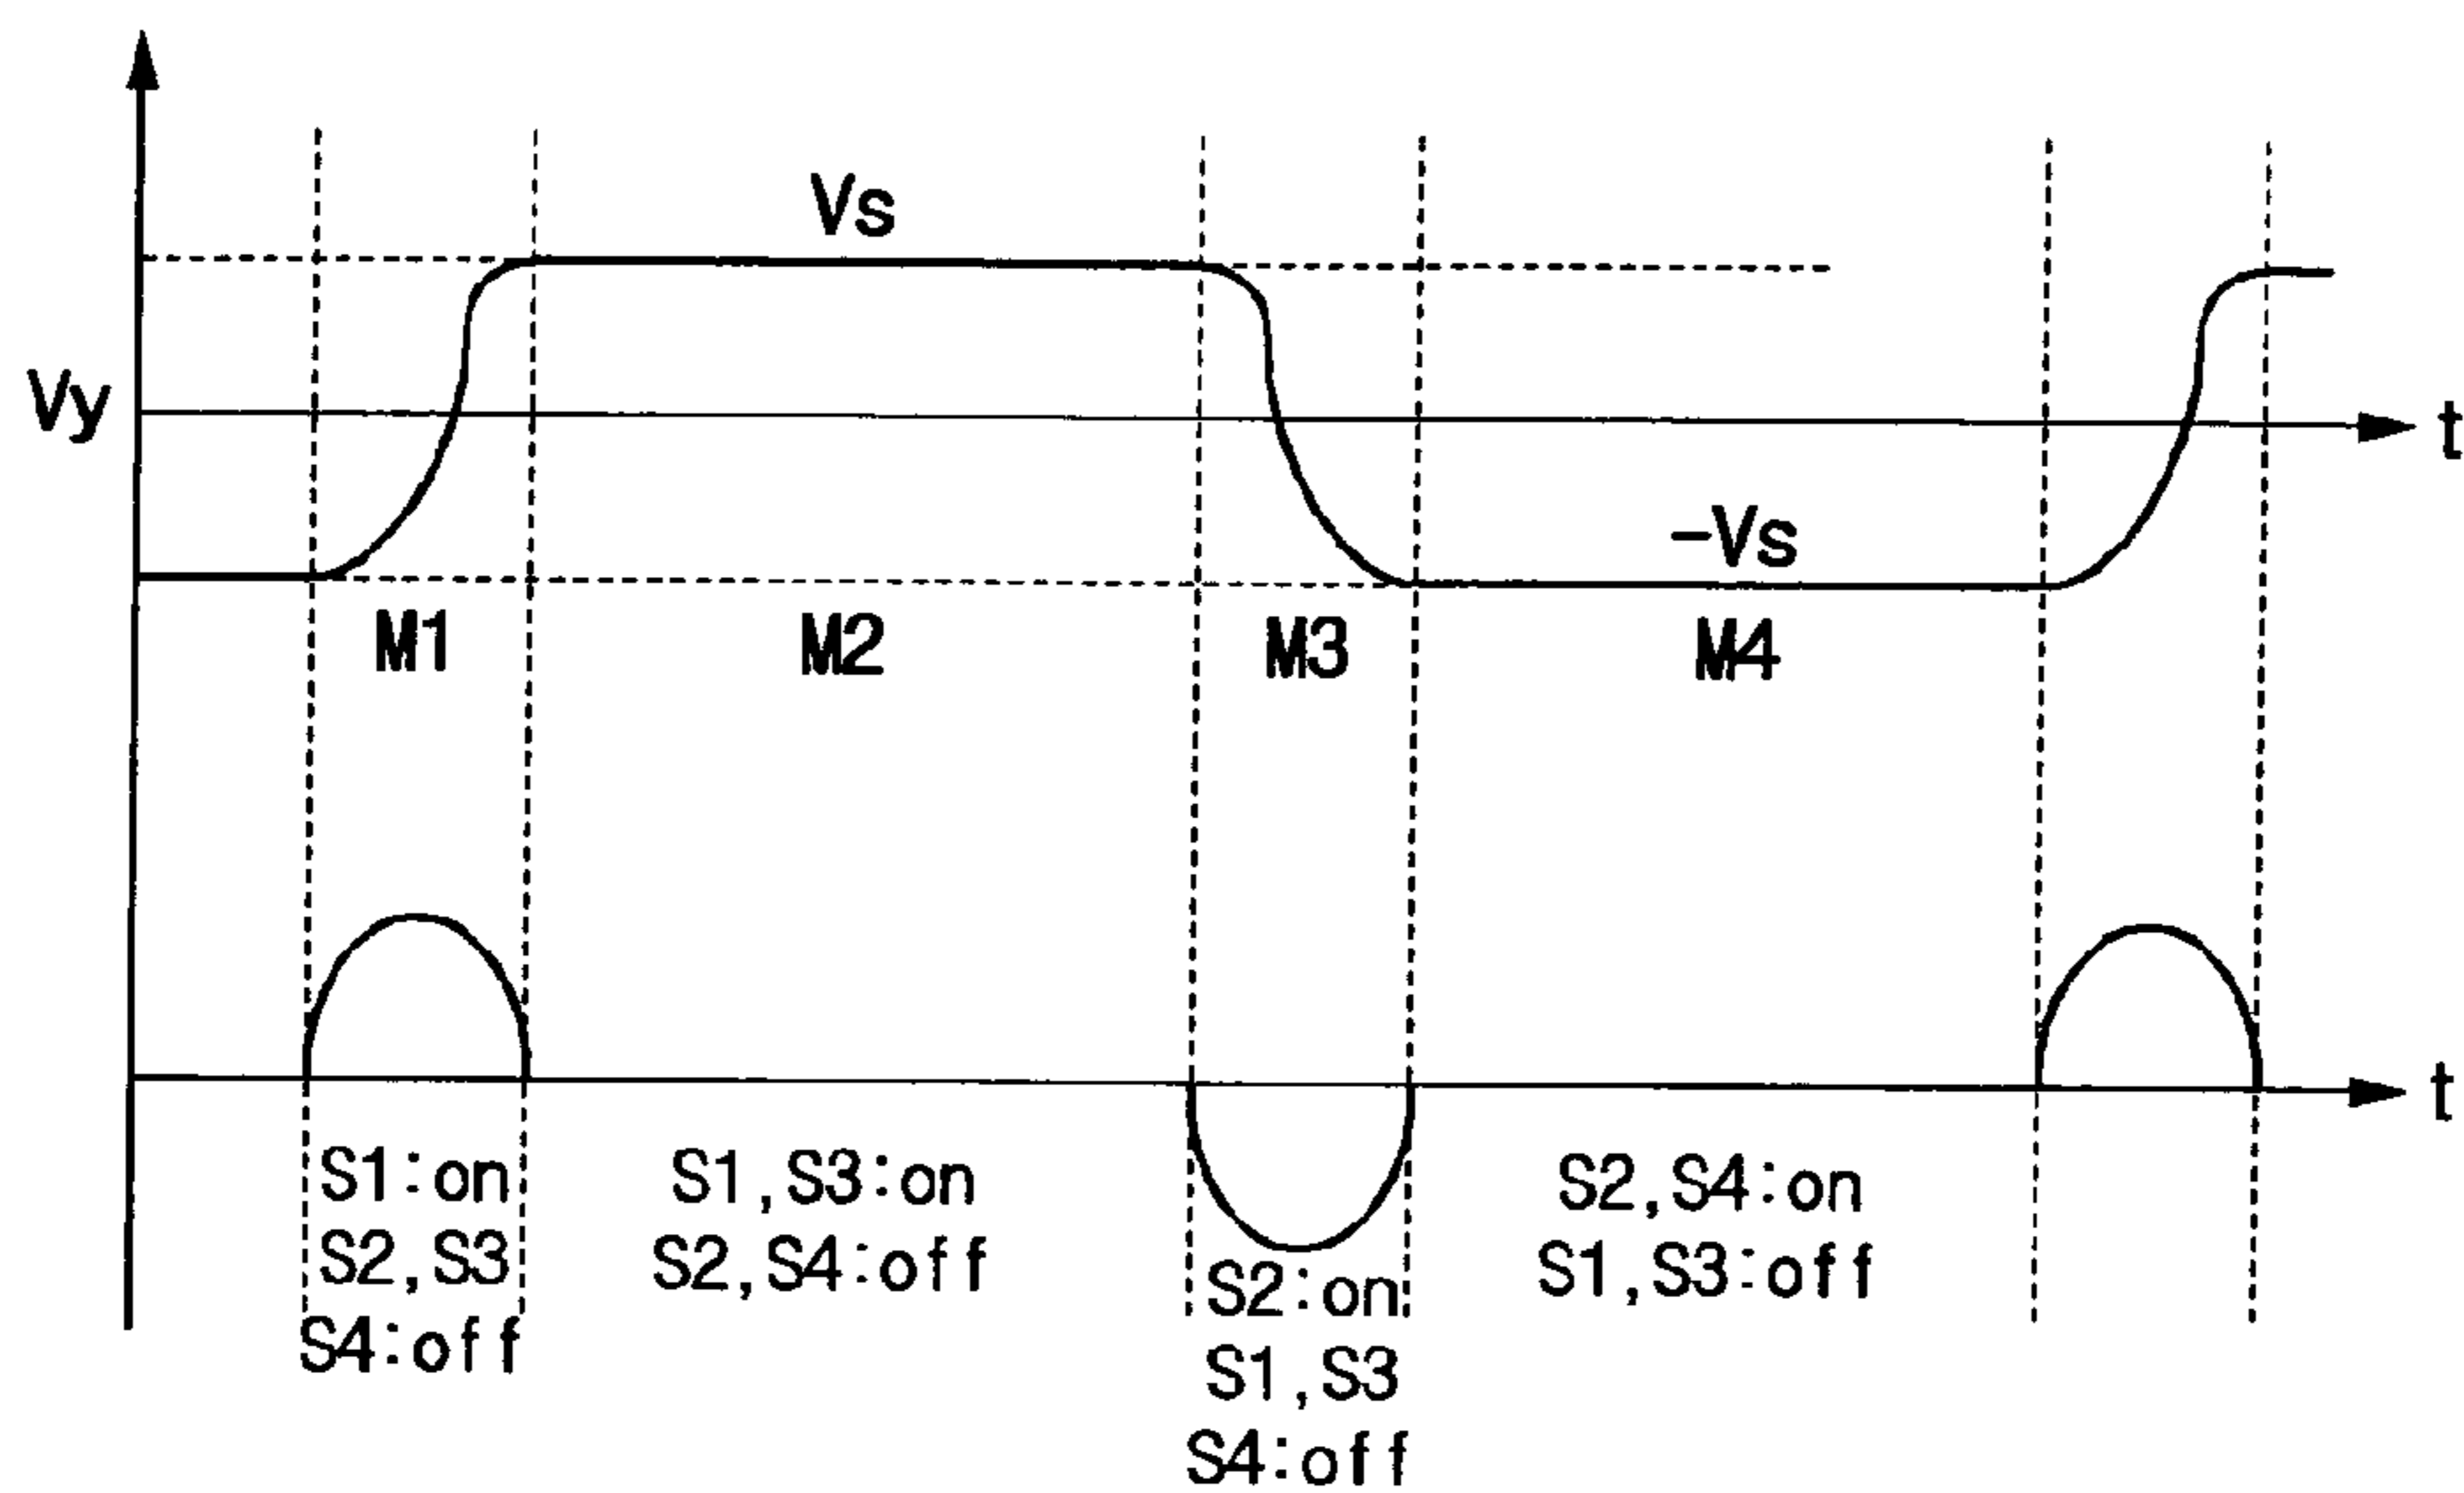 Vs
Vy
t
-Vs
M1
M2
M3
M4
t
S1:on
S2,S3
S4:off
S1,S3:on
S2,S4:off
S2:on
S1,S3
S4:off
S2,S4:on
S1,S3:off